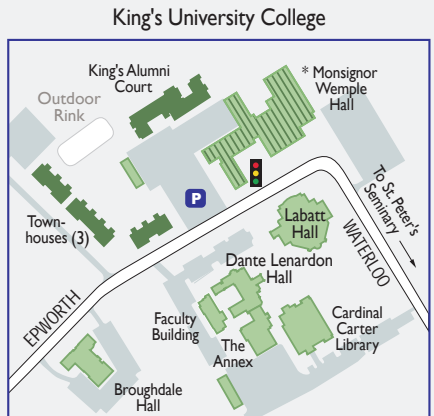 King's University College
King's Alumni
Court
* Monsignor
Wemple
Hall
Outdoor
Rink
P
Town-
houses (3)
Labatt
Hall
To St. Peter's
Seminary
WATERLOO
Dante Lenardon
Hall
EPWORTH
Faculty
Building
The
Annex
Cardinal
Carter
Library
Broughdale
Hall